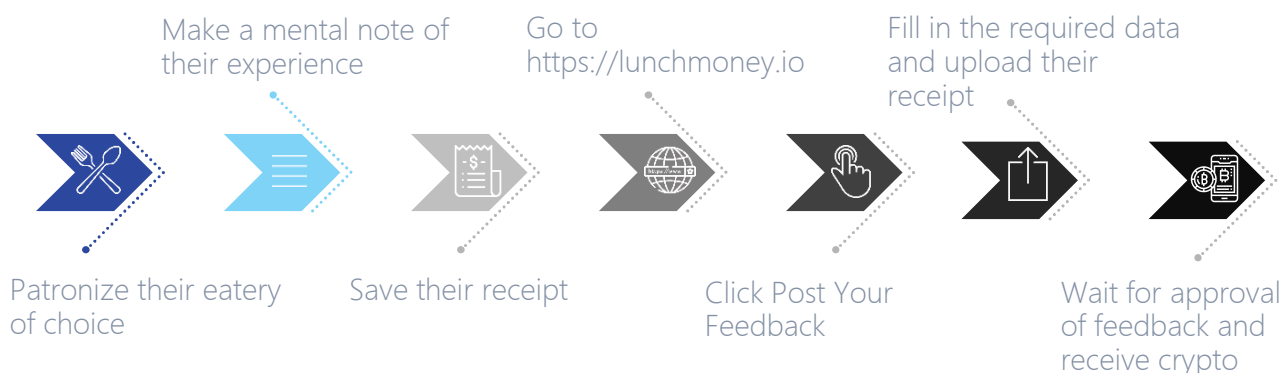 Patronize their eatery
of choice
Make a mental note of
their experience
-$-
Save their receipt
Go to
https://lunchmoney.io
Click Post Your
Feedback
Fill in the required data
and upload their
receipt
Wait for approval
of feedback and
receive crypto